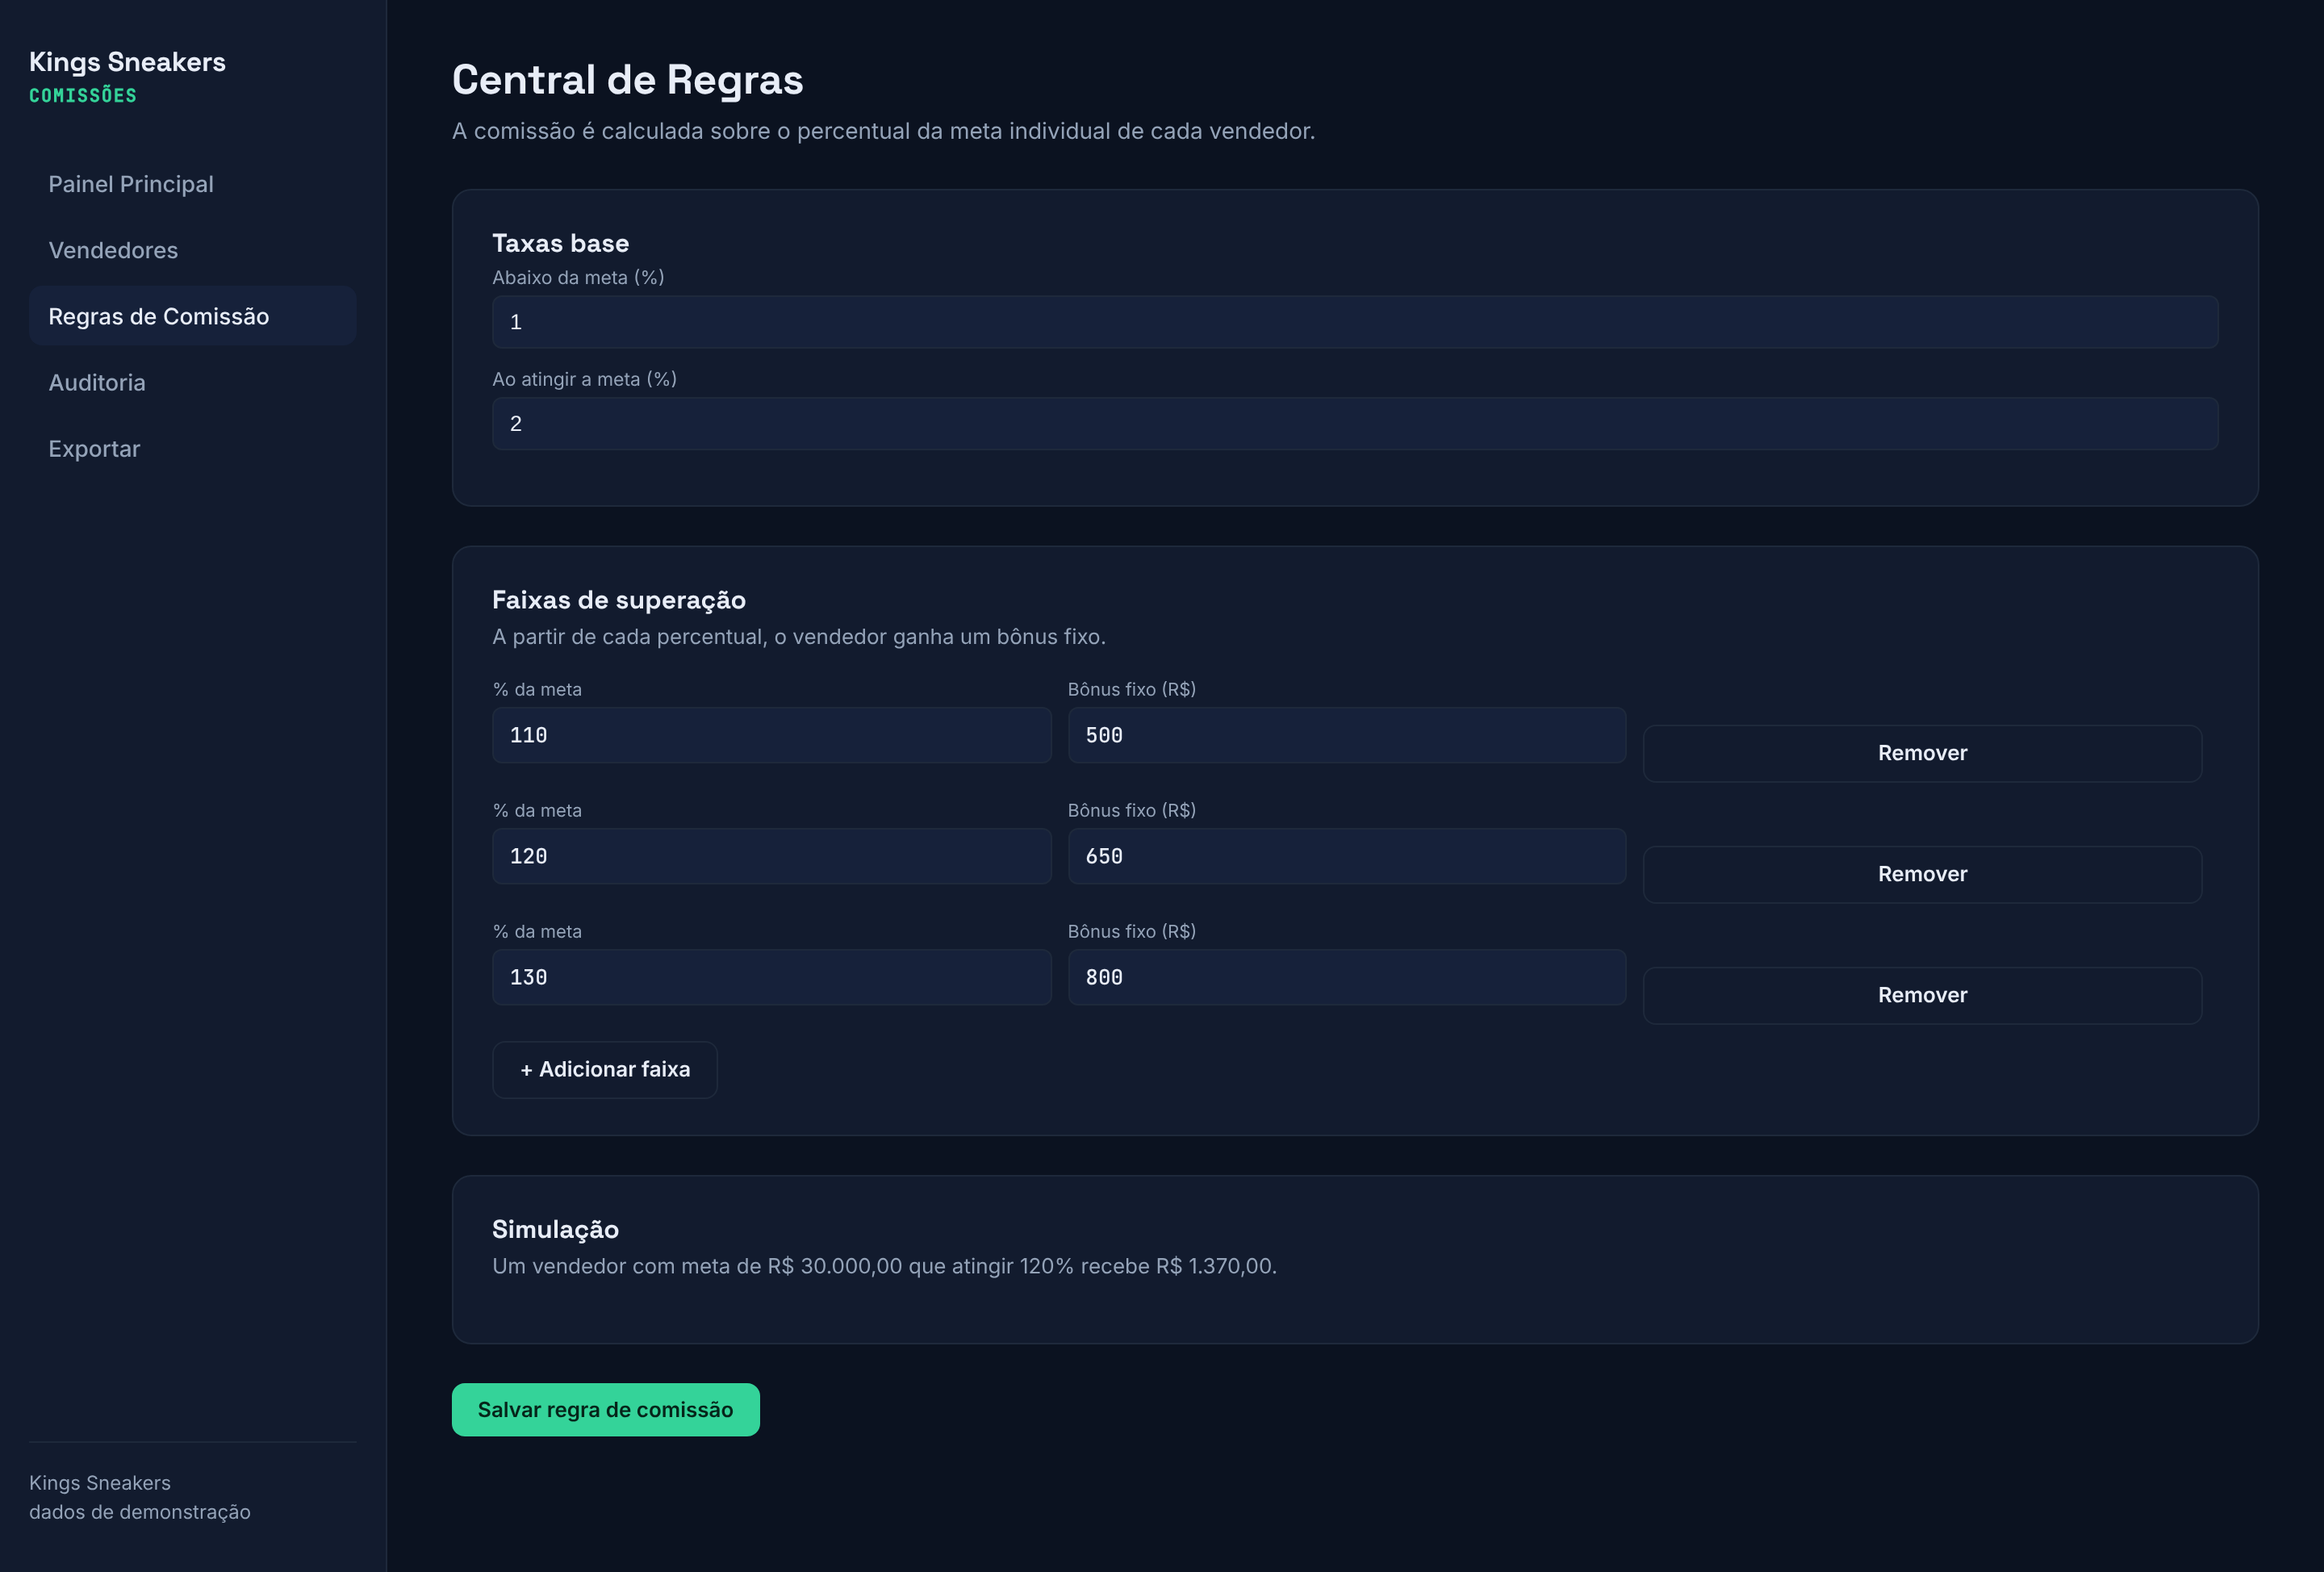 Kings Sneakers
COMISSÕES
Painel Principal
Vendedores
Regras de Comissão
Auditoria
Exportar
Kings Sneakers
dados de demonstração
Central de Regras
A comissão é calculada sobre o percentual da meta individual de cada vendedor.
Taxas base
Abaixo da meta (%)
1
Ao atingir a meta (%)
2
Faixas de superação
A partir de cada percentual, o vendedor ganha um bônus fixo.
% da meta Bônus fixo (R$)
110 500 Remover
% da meta Bônus fixo (R$)
120 650 Remover
% da meta Bônus fixo (R$)
130 800 Remover
+ Adicionar faixa
Simulação
Um vendedor com meta de R$ 30.000,00 que atingir 120% recebe R$ 1.370,00.
Salvar regra de comissão